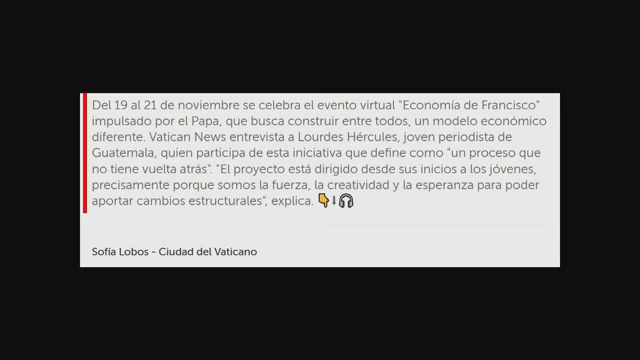 Del 19 al 21 de noviembre se celebra el evento virtual "Economía de Francisco"
impulsado por el Papa, que busca construir entre todos, un modelo económico
diferente. Vatican News entrevista a Lourdes Hércules, joven periodista de
Guatemala, quien participa de esta iniciativa que define como "un proceso que
no tiene vuelta atrás". "El proyecto está dirigido desde sus inicios a los jóvenes,
precisamente porque somos la fuerza, la creatividad y la esperanza para poder
aportar cambios estructurales", explica. 👇⬇🎧
Sofía Lobos - Ciudad del Vaticano